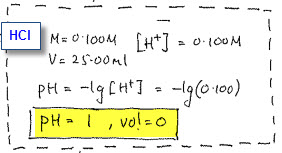 HCl
M = 0.100M [H⁺] = 0.100M
V = 25.00ml
pH = -lg[H⁺] = -lg(0.100)
pH = 1 , vol = 0